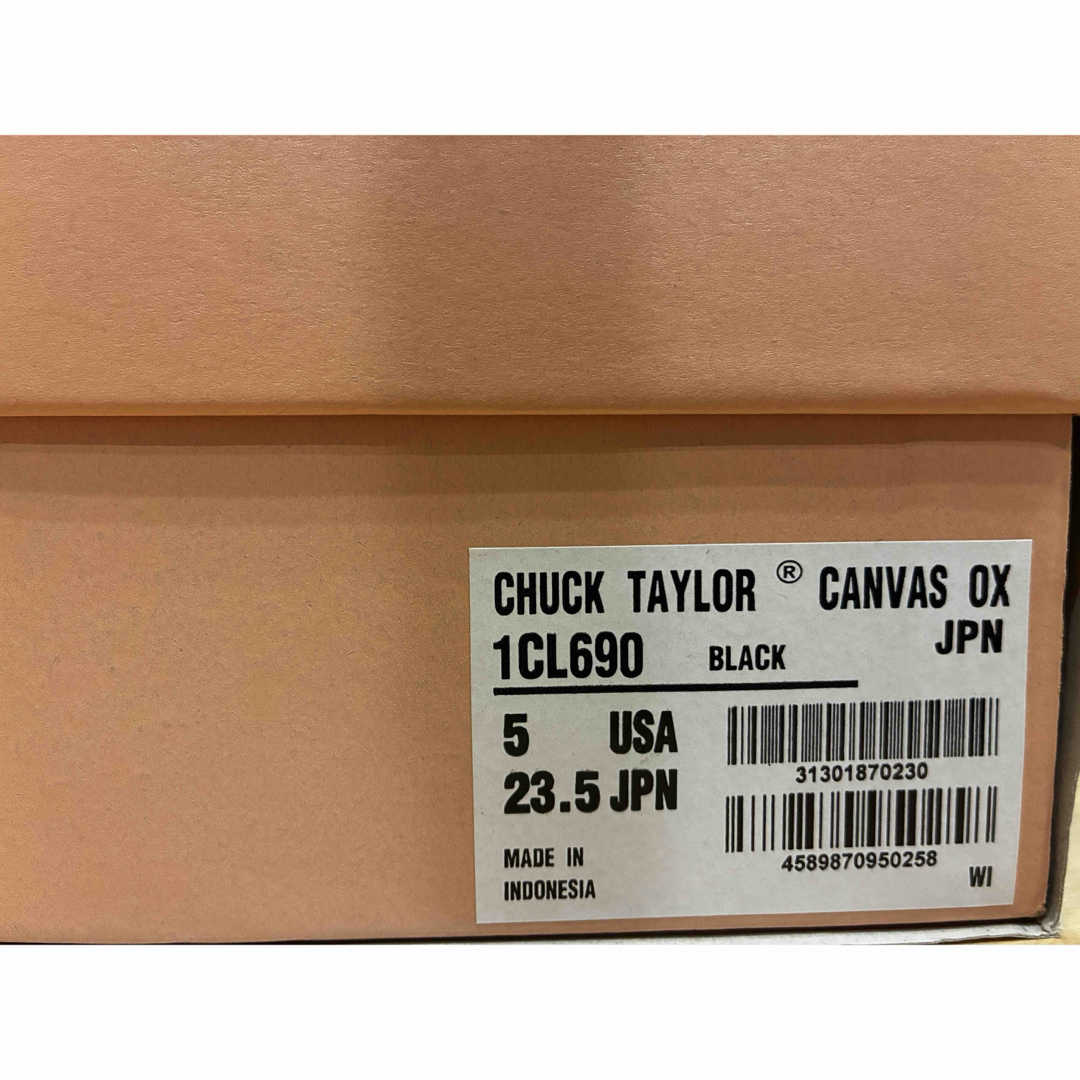 CHUCK TAYLOR ® CANVAS OX
JPN
1CL690 BLACK
5 USA
23.5 JPN
31301870230
4589870950258
MADE IN
INDONESIA
WI